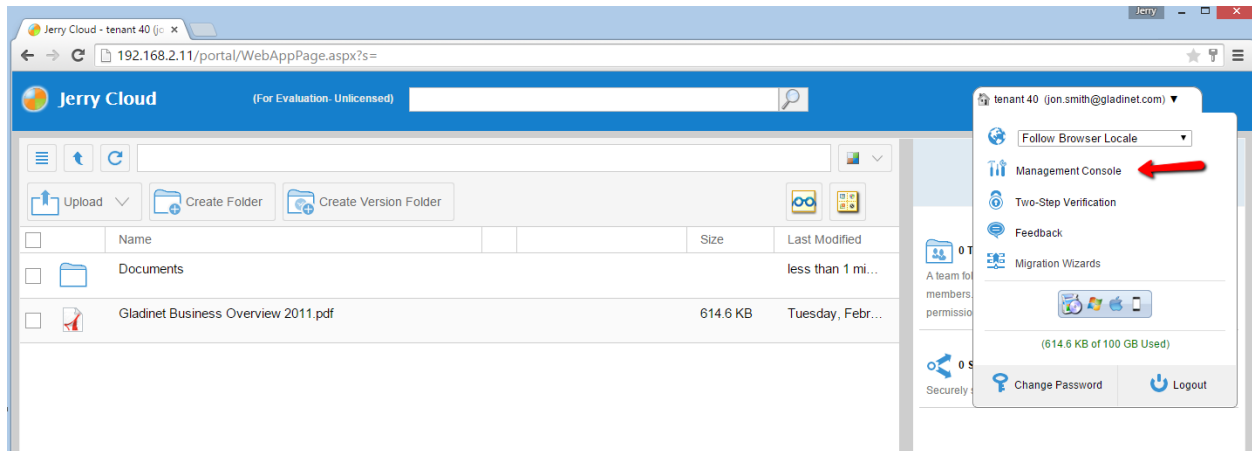 Jerry
Jerry Cloud - tenant 40 (jo
192.168.2.11/portal/WebAppPage.aspx?s=
Jerry Cloud
(For Evaluation- Unlicensed)
tenant 40 (jon.smith@gladinet.com) ▼
Follow Browser Locale
Management Console
Two-Step Verification
Feedback
Migration Wizards
(614.6 KB of 100 GB Used)
Change Password
Logout
Upload
Create Folder
Create Version Folder
Name
Size
Last Modified
Documents
less than 1 mi...
Gladinet Business Overview 2011.pdf
614.6 KB
Tuesday, Febr...
0 T
A team fol
members.
permissio
0 S
Securely s